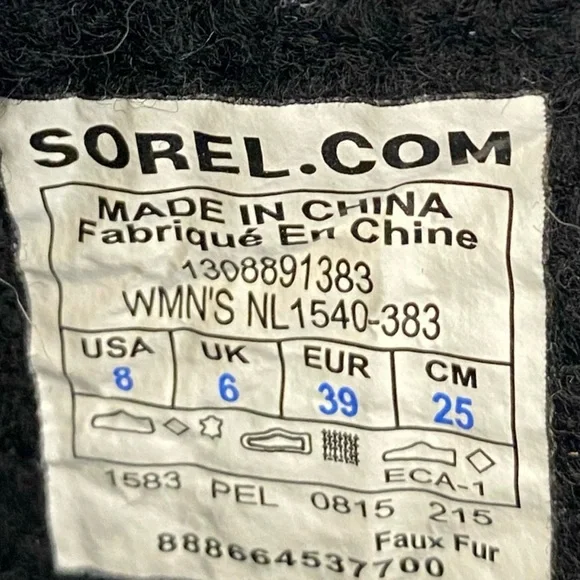 SOREL.COM
MADE IN CHINA
Fabriqué En Chine
1308891383
WMN'S NL1540-383
USA UK EUR CM
8 6 39 25
ECA-1
1583 PEL 0815 215
Faux Fur
888664537700